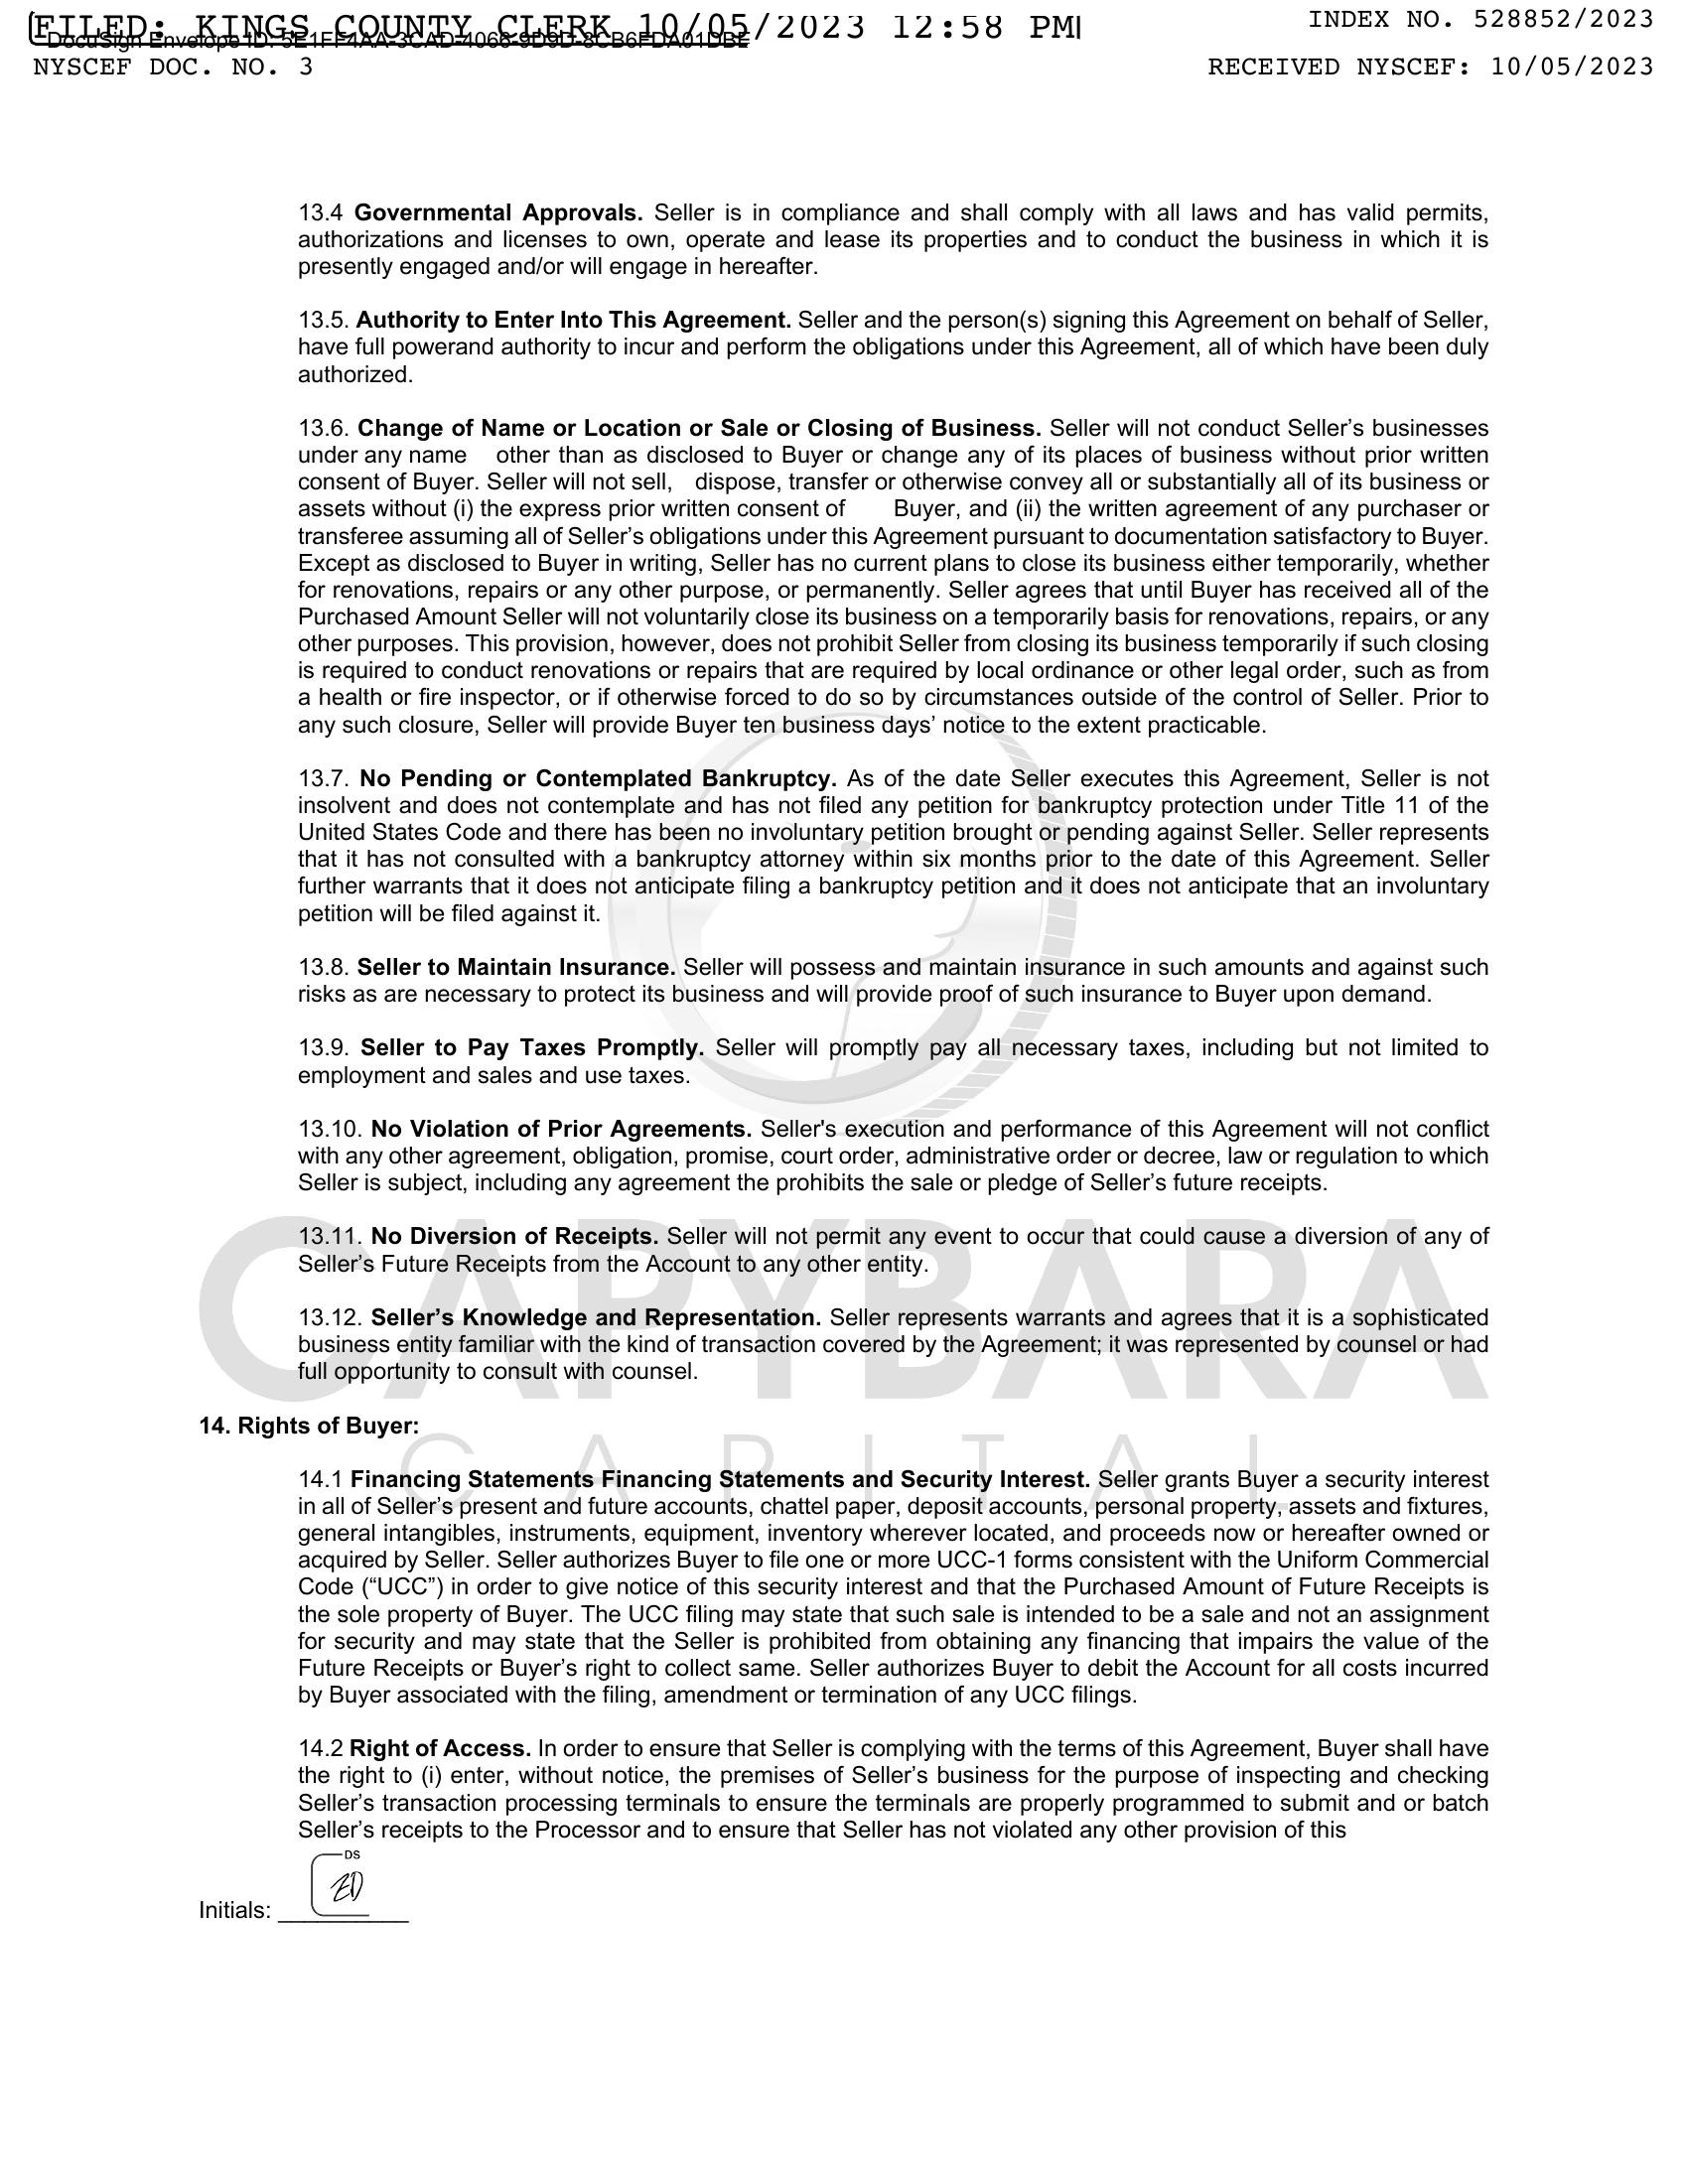 FILED: KINGS COUNTY CLERK 10/05/2023 12:58 PM
INDEX NO. 528852/2023
DocuSign Envelope ID: 5E1FF4AA-3CAD-4066-9D9D-8CB6FDA01DBE
NYSCEF DOC. NO. 3
RECEIVED NYSCEF: 10/05/2023
13.4 Governmental Approvals. Seller is in compliance and shall comply with all laws and has valid permits,
authorizations and licenses to own, operate and lease its properties and to conduct the business in which it is
presently engaged and/or will engage in hereafter.
13.5. Authority to Enter Into This Agreement. Seller and the person(s) signing this Agreement on behalf of Seller,
have full powerand authority to incur and perform the obligations under this Agreement, all of which have been duly
authorized.
13.6. Change of Name or Location or Sale or Closing of Business. Seller will not conduct Seller’s businesses
under any name other than as disclosed to Buyer or change any of its places of business without prior written
consent of Buyer. Seller will not sell, dispose, transfer or otherwise convey all or substantially all of its business or
assets without (i) the express prior written consent of Buyer, and (ii) the written agreement of any purchaser or
transferee assuming all of Seller’s obligations under this Agreement pursuant to documentation satisfactory to Buyer.
Except as disclosed to Buyer in writing, Seller has no current plans to close its business either temporarily, whether
for renovations, repairs or any other purpose, or permanently. Seller agrees that until Buyer has received all of the
Purchased Amount Seller will not voluntarily close its business on a temporarily basis for renovations, repairs, or any
other purposes. This provision, however, does not prohibit Seller from closing its business temporarily if such closing
is required to conduct renovations or repairs that are required by local ordinance or other legal order, such as from
a health or fire inspector, or if otherwise forced to do so by circumstances outside of the control of Seller. Prior to
any such closure, Seller will provide Buyer ten business days’ notice to the extent practicable.
13.7. No Pending or Contemplated Bankruptcy. As of the date Seller executes this Agreement, Seller is not
insolvent and does not contemplate and has not filed any petition for bankruptcy protection under Title 11 of the
United States Code and there has been no involuntary petition brought or pending against Seller. Seller represents
that it has not consulted with a bankruptcy attorney within six months prior to the date of this Agreement. Seller
further warrants that it does not anticipate filing a bankruptcy petition and it does not anticipate that an involuntary
petition will be filed against it.
13.8. Seller to Maintain Insurance. Seller will possess and maintain insurance in such amounts and against such
risks as are necessary to protect its business and will provide proof of such insurance to Buyer upon demand.
13.9. Seller to Pay Taxes Promptly. Seller will promptly pay all necessary taxes, including but not limited to
employment and sales and use taxes.
13.10. No Violation of Prior Agreements. Seller's execution and performance of this Agreement will not conflict
with any other agreement, obligation, promise, court order, administrative order or decree, law or regulation to which
Seller is subject, including any agreement the prohibits the sale or pledge of Seller’s future receipts.
13.11. No Diversion of Receipts. Seller will not permit any event to occur that could cause a diversion of any of
Seller’s Future Receipts from the Account to any other entity.
13.12. Seller’s Knowledge and Representation. Seller represents warrants and agrees that it is a sophisticated
business entity familiar with the kind of transaction covered by the Agreement; it was represented by counsel or had
full opportunity to consult with counsel.
CAPYBARA
CAPITAL
14. Rights of Buyer:
14.1 Financing Statements Financing Statements and Security Interest. Seller grants Buyer a security interest
in all of Seller’s present and future accounts, chattel paper, deposit accounts, personal property, assets and fixtures,
general intangibles, instruments, equipment, inventory wherever located, and proceeds now or hereafter owned or
acquired by Seller. Seller authorizes Buyer to file one or more UCC-1 forms consistent with the Uniform Commercial
Code (“UCC”) in order to give notice of this security interest and that the Purchased Amount of Future Receipts is
the sole property of Buyer. The UCC filing may state that such sale is intended to be a sale and not an assignment
for security and may state that the Seller is prohibited from obtaining any financing that impairs the value of the
Future Receipts or Buyer’s right to collect same. Seller authorizes Buyer to debit the Account for all costs incurred
by Buyer associated with the filing, amendment or termination of any UCC filings.
14.2 Right of Access. In order to ensure that Seller is complying with the terms of this Agreement, Buyer shall have
the right to (i) enter, without notice, the premises of Seller’s business for the purpose of inspecting and checking
Seller’s transaction processing terminals to ensure the terminals are properly programmed to submit and or batch
Seller’s receipts to the Processor and to ensure that Seller has not violated any other provision of this
DS
ZD
Initials: